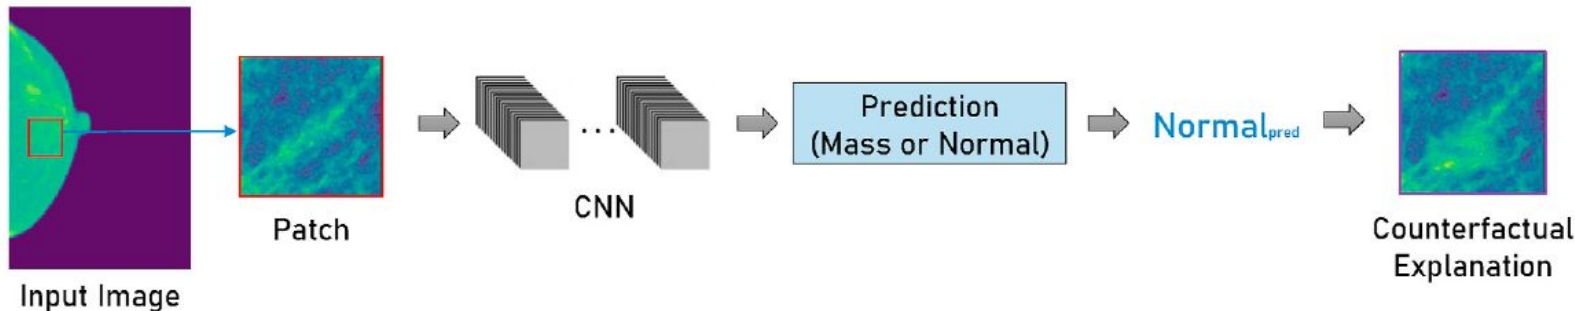 Input Image
Patch
CNN
...
Prediction
(Mass or Normal)
Normalpred
Counterfactual
Explanation